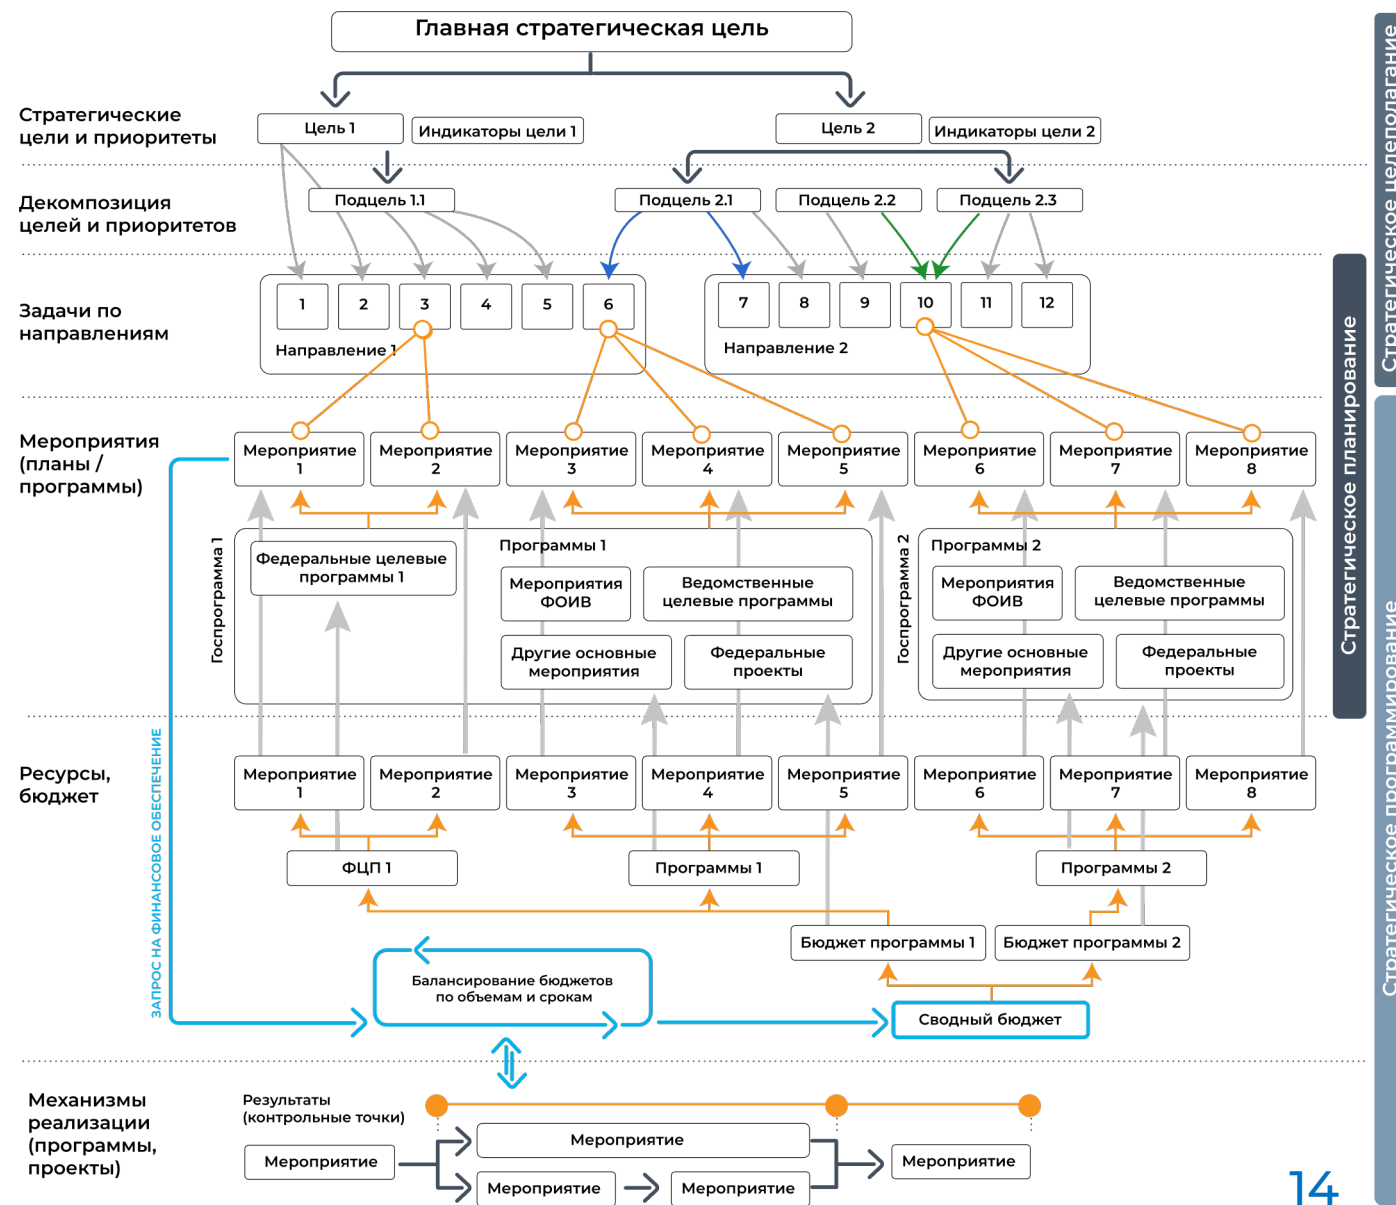 Главная стратегическая цель
Стратегические
цели и приоритеты
Цель 1
Индикаторы цели 1
Цель 2
Индикаторы цели 2
Декомпозиция
целей и приоритетов
Подцель 1.1
Подцель 2.1
Подцель 2.2
Подцель 2.3
Задачи по
направлениям
1
2
3
4
5
6
Направление 1
7
8
9
10
11
12
Направление 2
Мероприятия
(планы /
программы)
Мероприятие
1
Мероприятие
2
Мероприятие
3
Мероприятие
4
Мероприятие
5
Мероприятие
6
Мероприятие
7
Мероприятие
8
Госпрограмма 1
Федеральные целевые
программы 1
Программы 1
Мероприятия
ФОИВ
Ведомственные
целевые программы
Другие основные
мероприятия
Федеральные
проекты
Госпрограмма 2
Программы 2
Мероприятия
ФОИВ
Ведомственные
целевые программы
Другие основные
мероприятия
Федеральные
проекты
Ресурсы,
бюджет
Мероприятие
1
Мероприятие
2
Мероприятие
3
Мероприятие
4
Мероприятие
5
Мероприятие
6
Мероприятие
7
Мероприятие
8
ФЦП 1
Программы 1
Программы 2
Бюджет программы 1
Бюджет программы 2
ЗАПРОС НА ФИНАНСОВОЕ ОБЕСПЕЧЕНИЕ
Балансирование бюджетов
по объемам и срокам
Сводный бюджет
Механизмы
реализации
(программы,
проекты)
Результаты
(контрольные точки)
Мероприятие
Мероприятие
Мероприятие
Мероприятие
Мероприятие
Стратегическое целеполагание
Стратегическое планирование
Стратегическое программирование
14